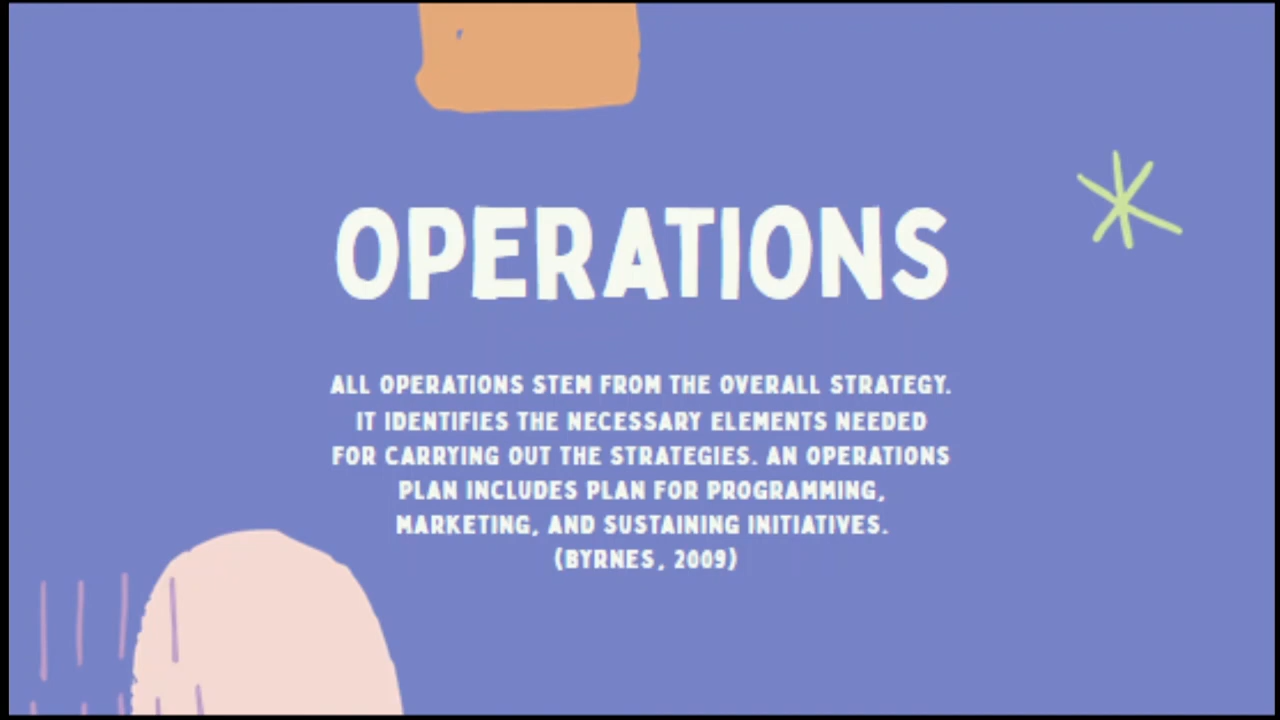 OPERATIONS
ALL OPERATIONS STEM FROM THE OVERALL STRATEGY.
IT IDENTIFIES THE NECESSARY ELEMENTS NEEDED
FOR CARRYING OUT THE STRATEGIES. AN OPERATIONS
PLAN INCLUDES PLAN FOR PROGRAMMING,
MARKETING, AND SUSTAINING INITIATIVES.
(BYRNES, 2009)